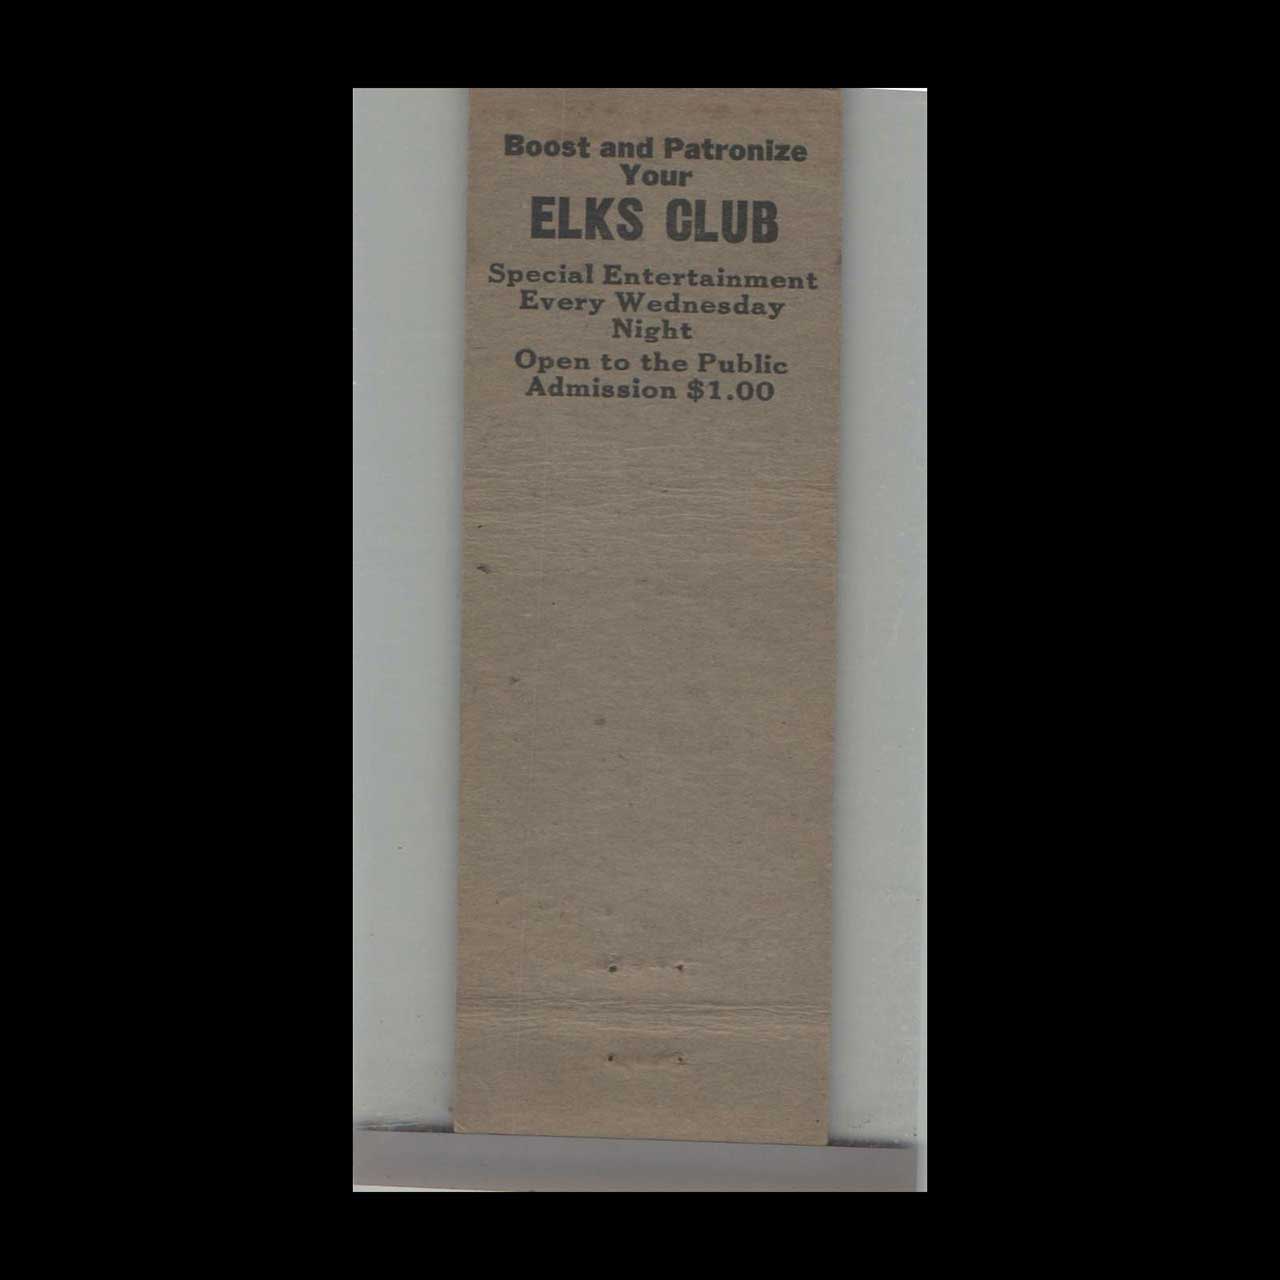 Boost and Patronize
Your
ELKS CLUB
Special Entertainment
Every Wednesday
Night
Open to the Public
Admission $1.00